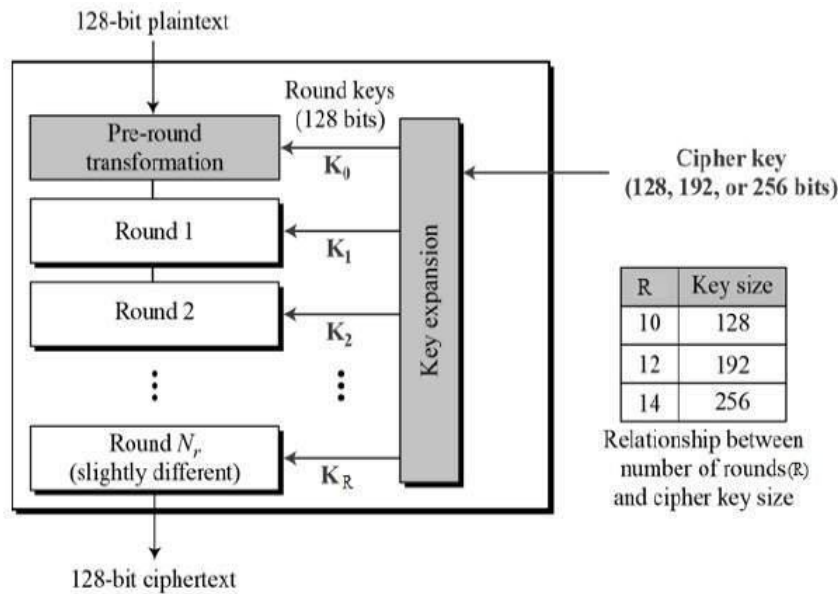 128-bit plaintext
Round keys
(128 bits)
Pre-round
transformation
K0
Cipher key
(128, 192, or 256 bits)
Round 1
K1
Round 2
K2
Key expansion
R Key size
10 128
12 192
14 256
Round Nr
(slightly different)
KR
Relationship between
number of rounds(R)
and cipher key size
128-bit ciphertext